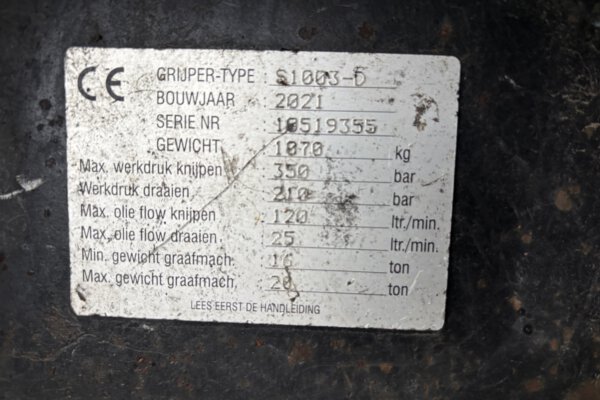 CE
GRIJPER-TYPE : S1003-D
BOUWJAAR : 2021
SERIE NR : 10519355
GEWICHT : 1070 kg
Max. werkdruk knijpen : 350 bar
Werkdruk draaien : 210 bar
Max. olie flow knijpen : 120 ltr./min.
Max. olie flow draaien : 25 ltr./min.
Min. gewicht graafmach. : 16 ton
Max. gewicht graafmach. : ton
LEES EERST DE HANDLEIDING